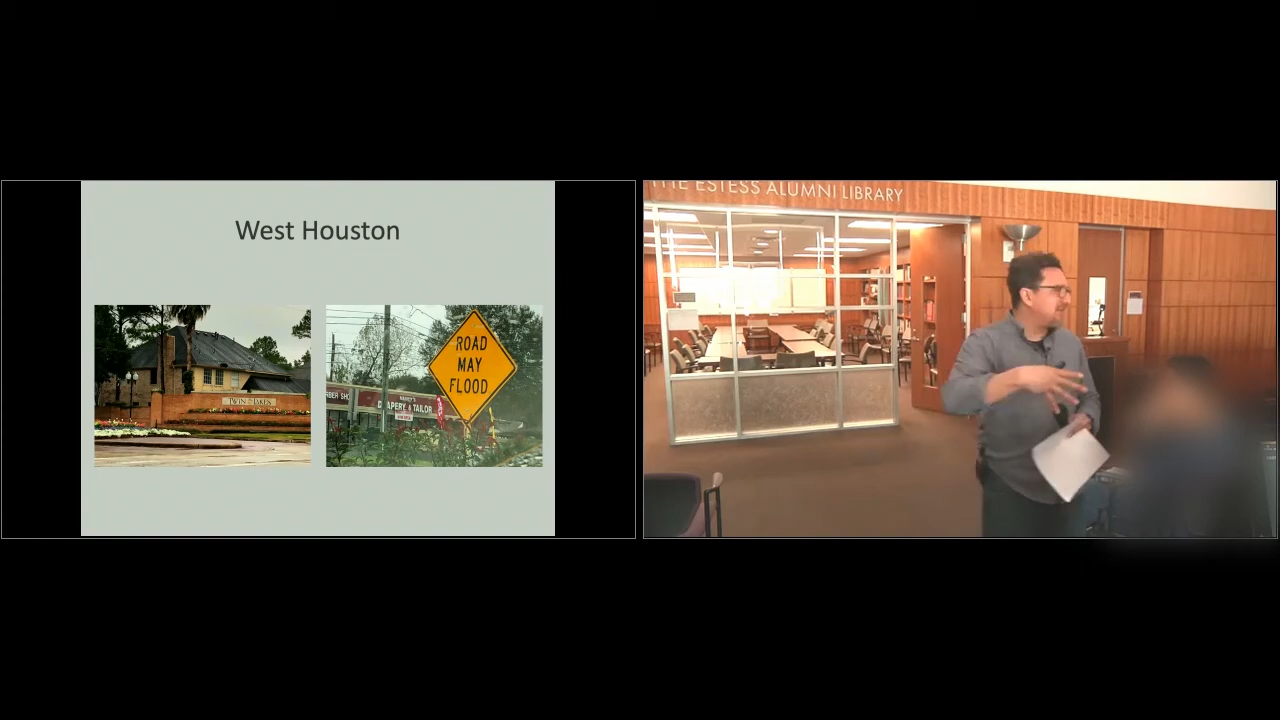 West Houston
TWIN LAKES
ROAD
MAY
FLOOD
DRAPERY & TAILOR
THE ESTESS ALUMNI LIBRARY